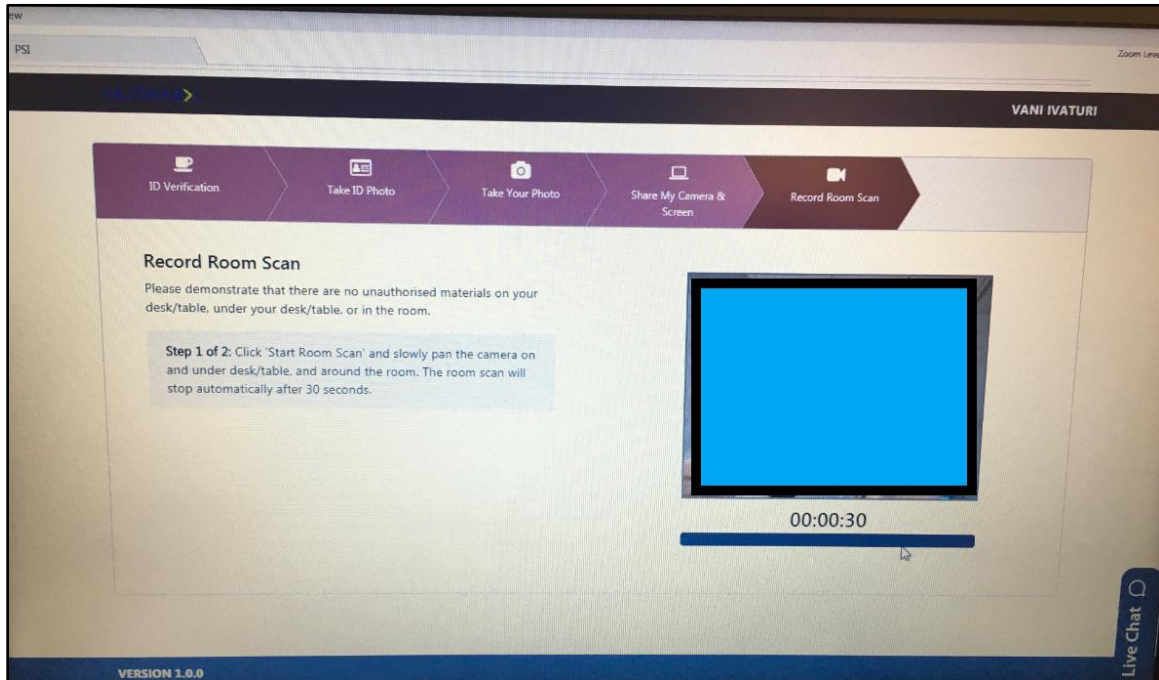 ew
PSI
Zoom Leve
VANI IVATURI
ID Verification
Take ID Photo
Take Your Photo
Share My Camera &
Screen
Record Room Scan
Record Room Scan
Please demonstrate that there are no unauthorised materials on your
desk/table, under your desk/table, or in the room.
Step 1 of 2: Click 'Start Room Scan' and slowly pan the camera on
and under desk/table, and around the room. The room scan will
stop automatically after 30 seconds.
00:00:30
Live Chat
VERSION 1.0.0